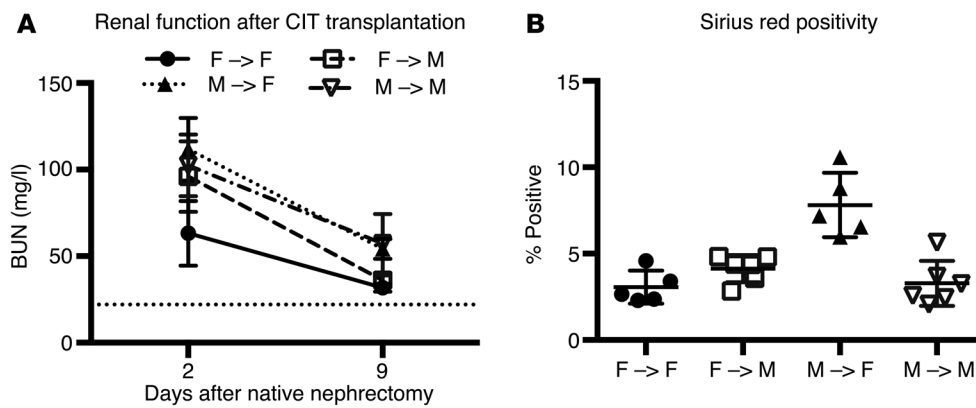 A Renal function after CIT transplantation
F –> F F –> M
M –> F M –> M
150
100
50
0
BUN (mg/l)
2 9
Days after native nephrectomy
B Sirius red positivity
15
10
5
0
% Positive
F –> F F –> M M –> F M –> M